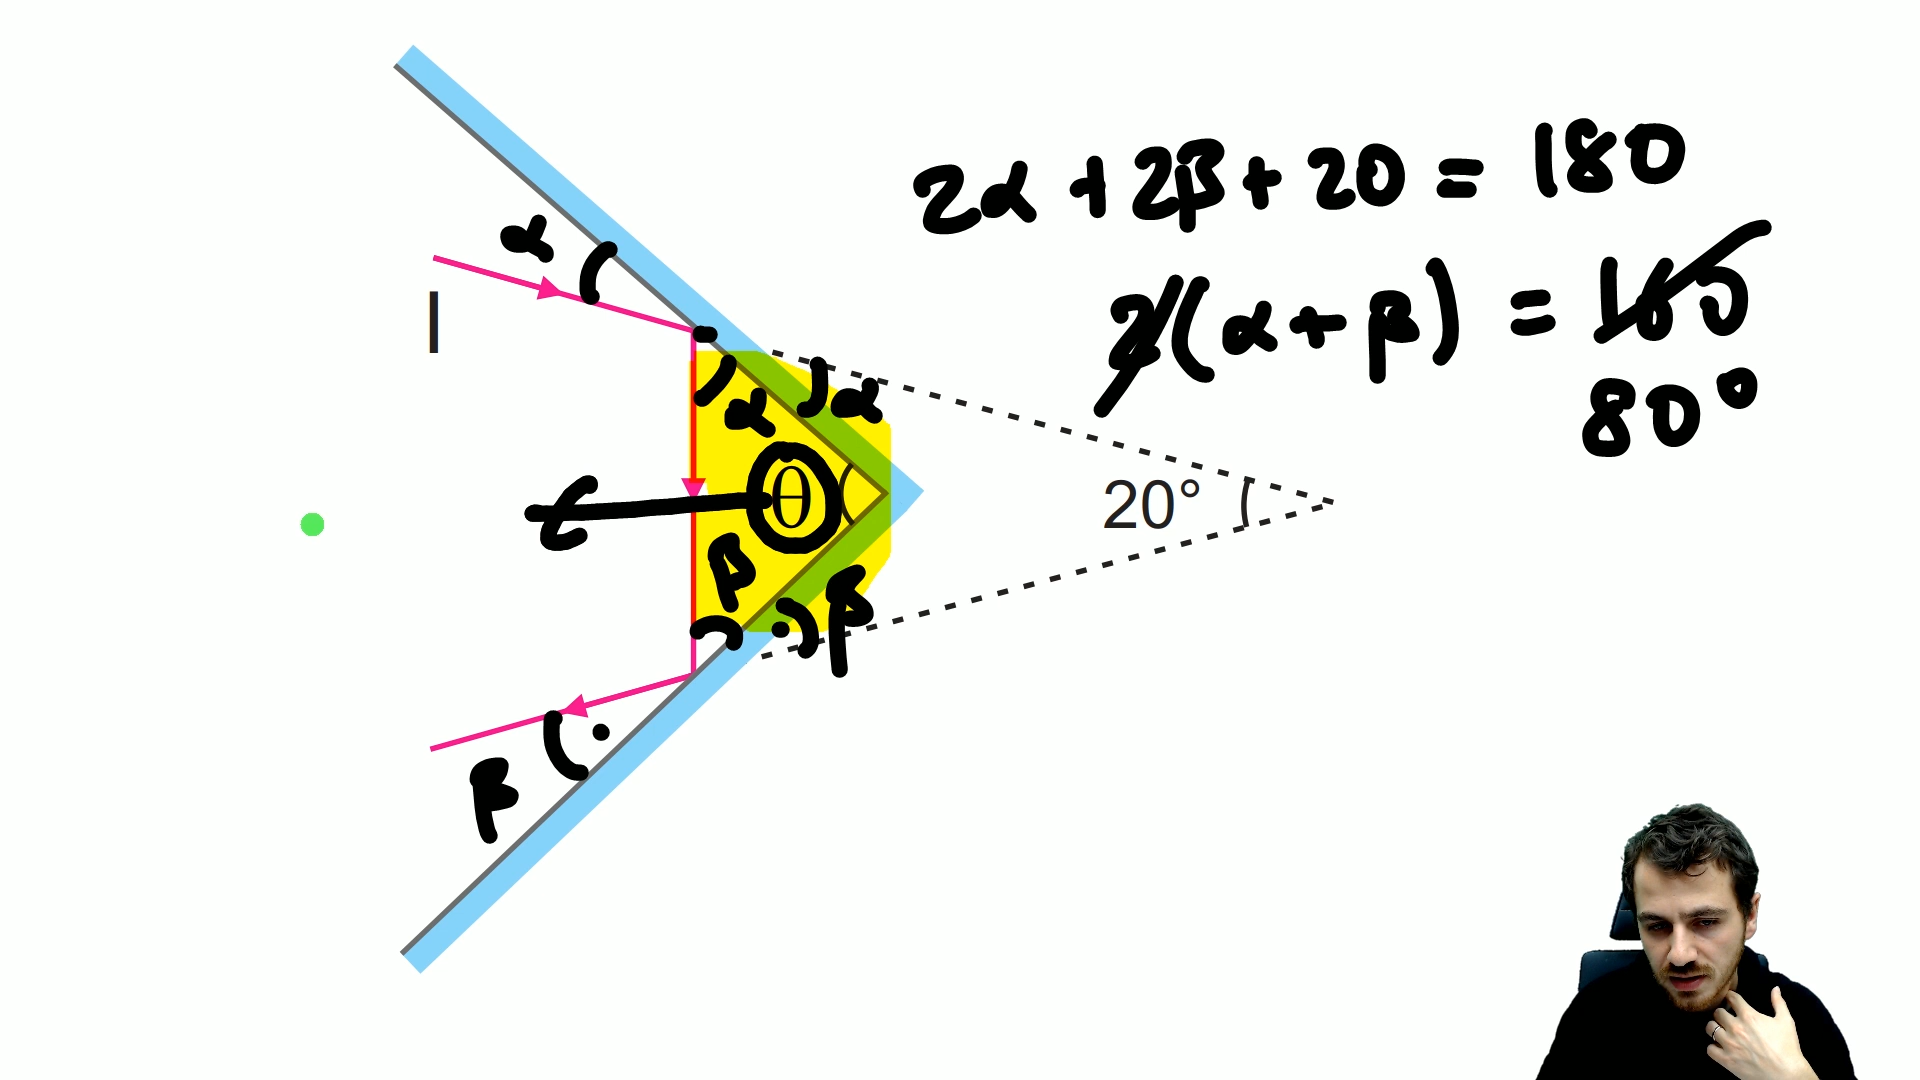 2α + 2β + 20 = 180
2(α + β) = 160
80°
α
I
α
α
θ
20°
β
β
β